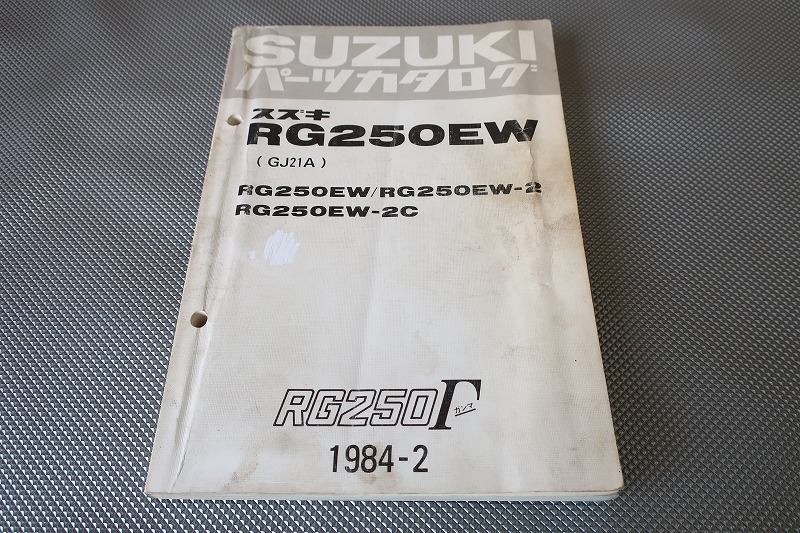 SUZUKI
パーツカタログ
スズキ
RG250EW
( GJ21A )
RG250EW/RG250EW-2
RG250EW-2C
RG250Γ
ガンマ
1984-2